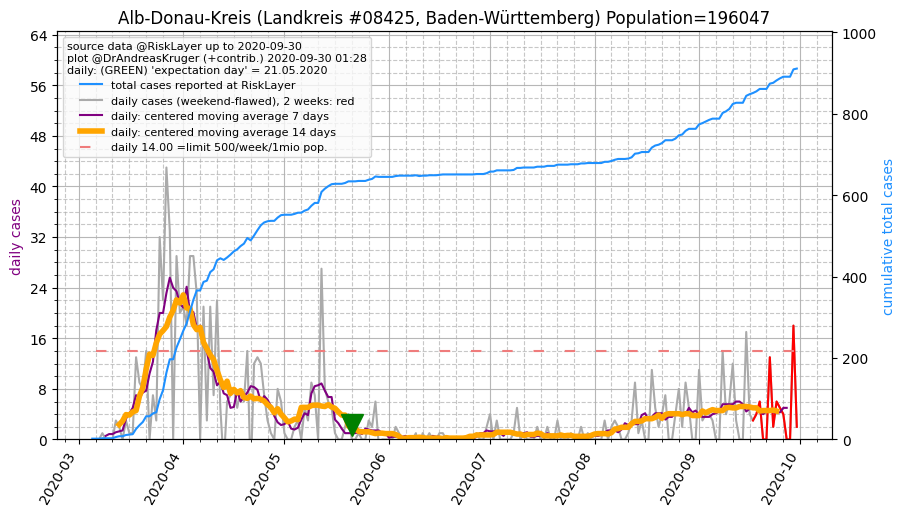 Alb-Donau-Kreis (Landkreis #08425, Baden-Württemberg) Population=196047
source data @RiskLayer up to 2020-09-30
plot @DrAndreasKruger (+contrib.) 2020-09-30 01:28
daily: (GREEN) 'expectation day' = 21.05.2020
total cases reported at RiskLayer
daily cases (weekend-flawed), 2 weeks: red
daily: centered moving average 7 days
daily: centered moving average 14 days
daily 14.00 =limit 500/week/1mio pop.
daily cases
64
56
48
40
32
24
16
8
0
cumulative total cases
1000
800
600
400
200
0
2020-03
2020-04
2020-05
2020-06
2020-07
2020-08
2020-09
2020-10